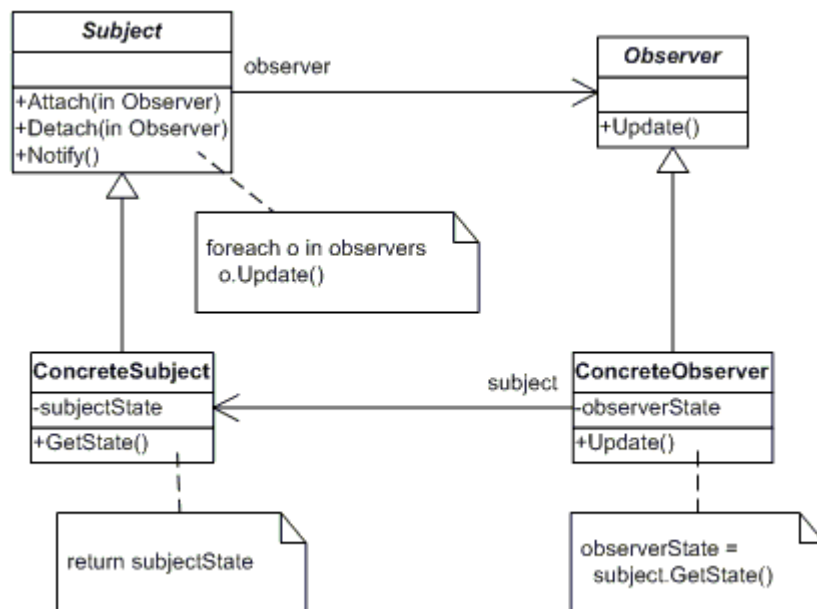 Subject
+Attach(in Observer)
+Detach(in Observer)
+Notify()
observer
Observer
+Update()
foreach o in observers
o.Update()
ConcreteSubject
-subjectState
+GetState()
subject
ConcreteObserver
-observerState
+Update()
return subjectState
observerState =
subject.GetState()